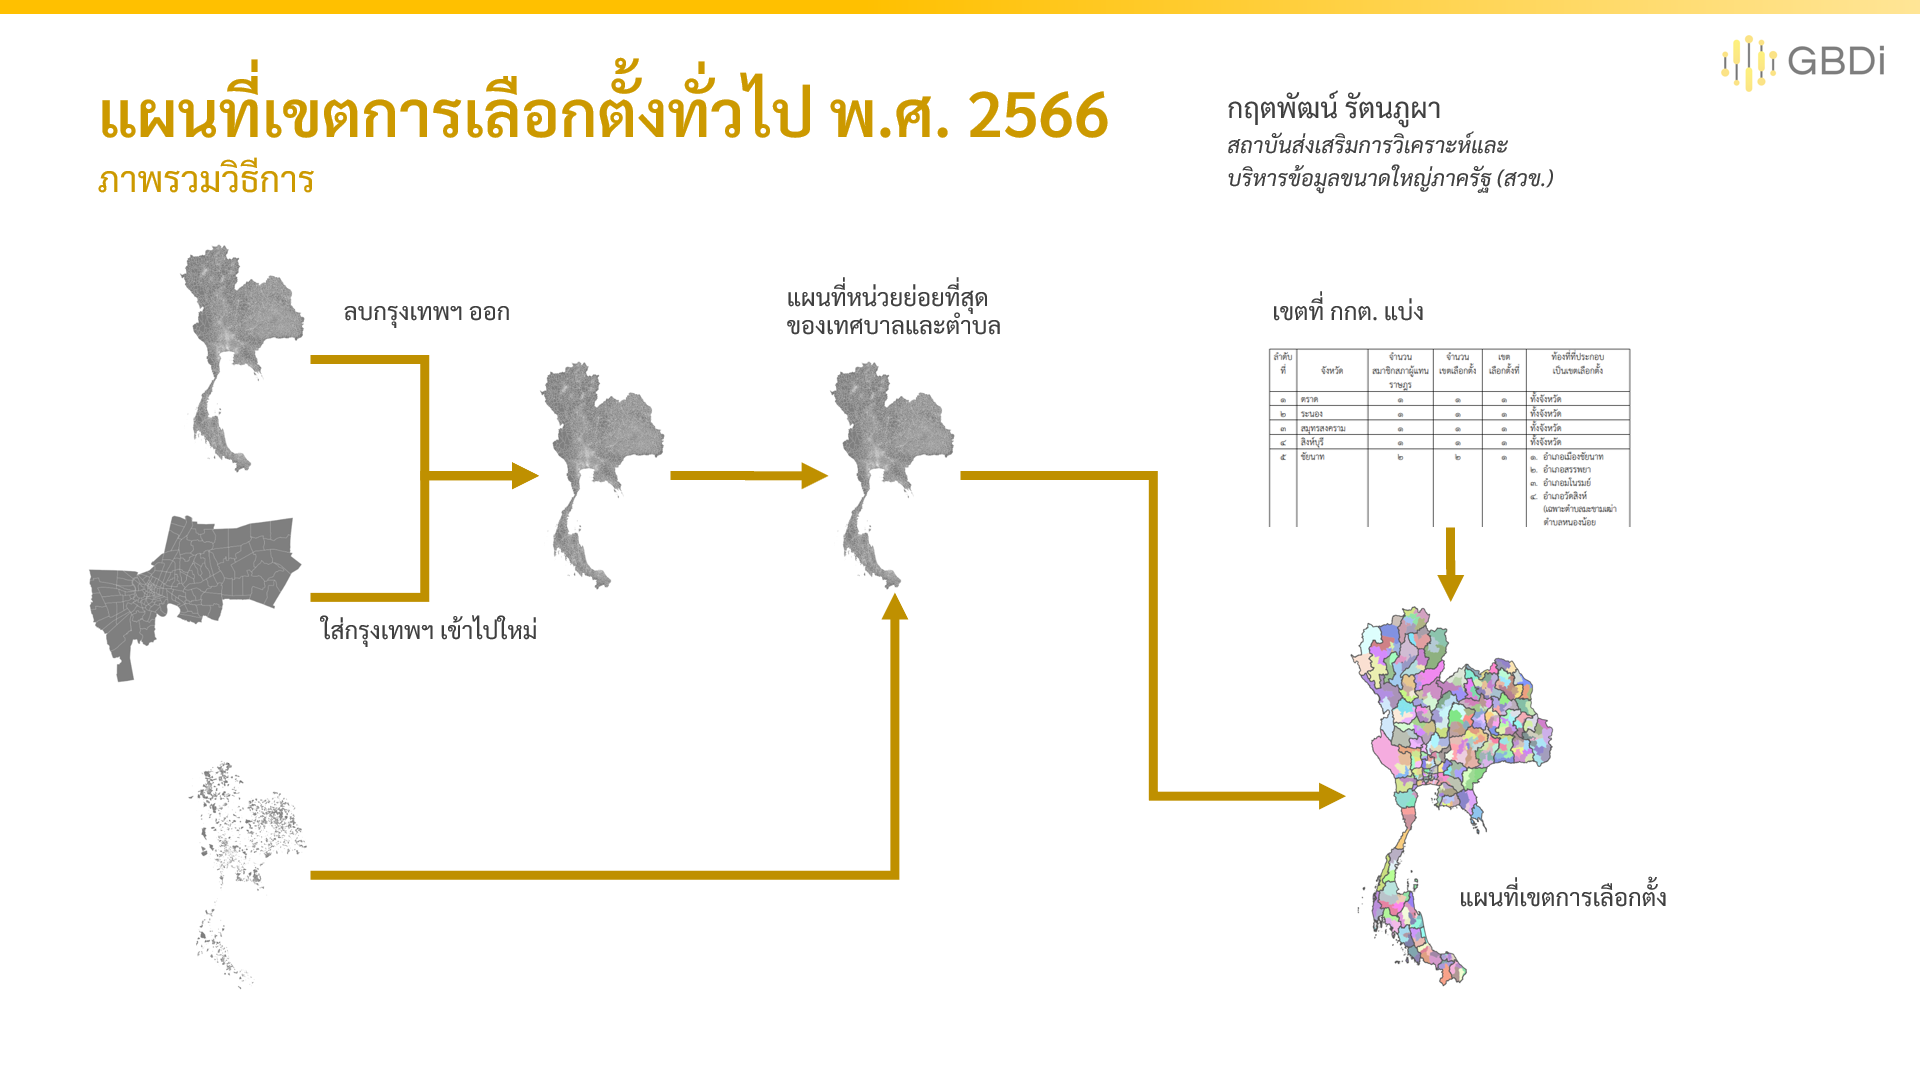 GBDi
แผนที่เขตการเลือกตั้งทั่วไป พ.ศ. 2566
ภาพรวมวิธีการ
กฤตพัฒน์ รัตนภูผา
สถาบันส่งเสริมการวิเคราะห์และ
บริหารข้อมูลขนาดใหญ่ภาครัฐ (สวข.)
ลบกรุงเทพฯ ออก
ใส่กรุงเทพฯ เข้าไปใหม่
แผนที่หน่วยย่อยที่สุด
ของเทศบาลและตำบล
เขตที่ กกต. แบ่ง
ลำดับที่ จังหวัด จำนวนสมาชิกสภาผู้แทนราษฎร จำนวนเขตเลือกตั้ง เขตเลือกตั้งที่ ท้องที่ที่ประกอบเป็นเขตเลือกตั้ง
๑ ตราด ๑ ๑ ๑ ทั้งจังหวัด
๒ ระนอง ๑ ๑ ๑ ทั้งจังหวัด
๓ สมุทรสงคราม ๑ ๑ ๑ ทั้งจังหวัด
๔ สิงห์บุรี ๑ ๑ ๑ ทั้งจังหวัด
๕ ชัยนาท ๒ ๒ ๑ ๑. อำเภอเมืองชัยนาท
๒. อำเภอสรรพยา
๓. อำเภอมโนรมย์
๔. อำเภอวัดสิงห์
(เฉพาะตำบลมะขามเฒ่า
ตำบลหนองน้อย
แผนที่เขตการเลือกตั้ง